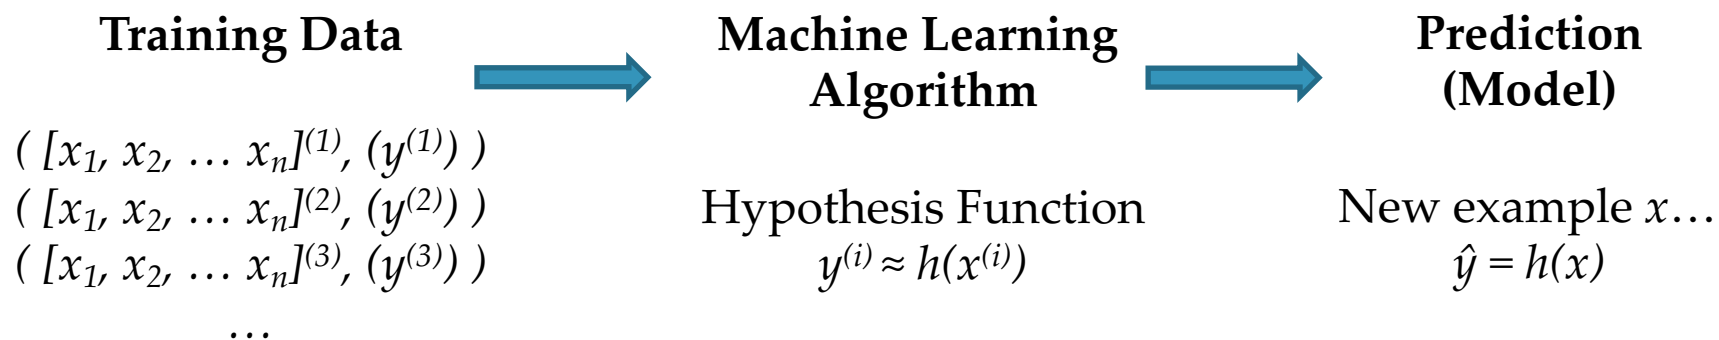 Training Data
( [x₁, x₂, … xₙ]⁽¹⁾, (y⁽¹⁾) )
( [x₁, x₂, … xₙ]⁽²⁾, (y⁽²⁾) )
( [x₁, x₂, … xₙ]⁽³⁾, (y⁽³⁾) )
…
Machine Learning
Algorithm
Hypothesis Function
y⁽ⁱ⁾ ≈ h(x⁽ⁱ⁾)
Prediction
(Model)
New example x…
ŷ = h(x)